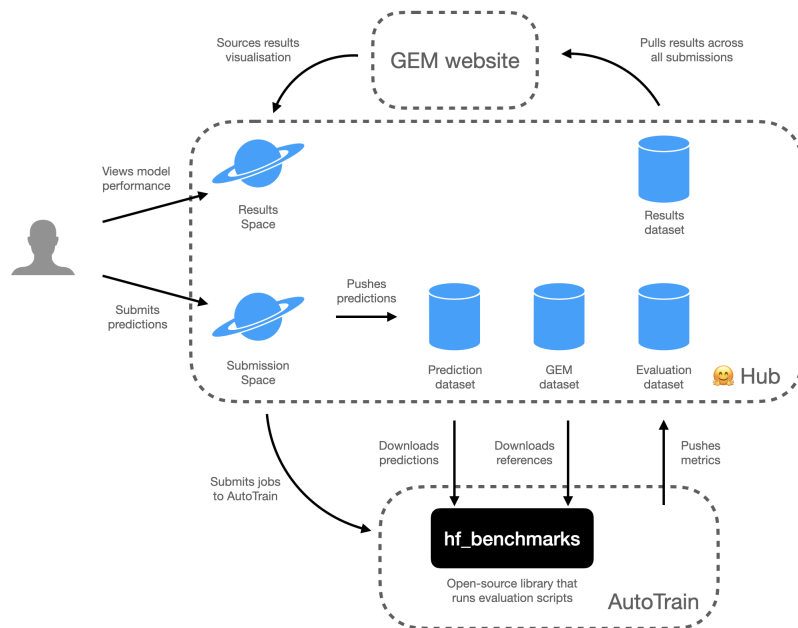 GEM website
Sources results
visualisation
Pulls results across
all submissions
Views model
performance
Results
Space
Results
dataset
Submits
predictions
Pushes
predictions
Submission
Space
Prediction
dataset
GEM
dataset
Evaluation
dataset
🤗 Hub
Submits jobs
to AutoTrain
Downloads
predictions
Downloads
references
Pushes
metrics
hf_benchmarks
Open-source library that
runs evaluation scripts
AutoTrain